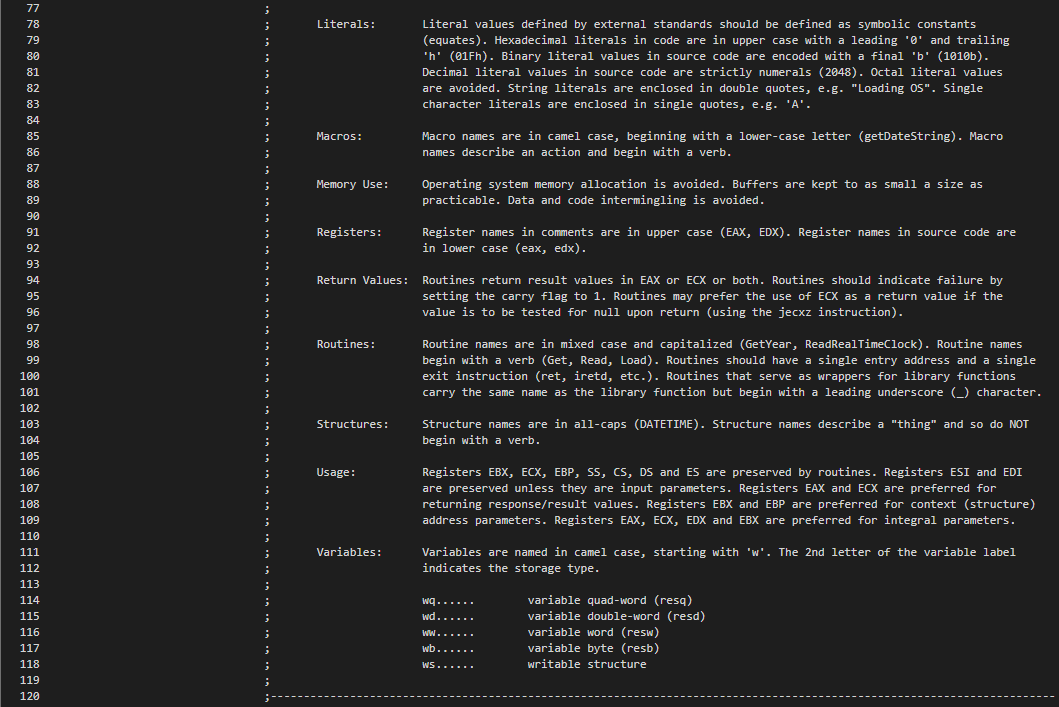 77 ;
78 ; Literals: Literal values defined by external standards should be defined as symbolic constants
79 ; (equates). Hexadecimal literals in code are in upper case with a leading '0' and trailing
80 ; 'h' (01Fh). Binary literal values in source code are encoded with a final 'b' (1010b).
81 ; Decimal literal values in source code are strictly numerals (2048). Octal literal values
82 ; are avoided. String literals are enclosed in double quotes, e.g. "Loading OS". Single
83 ; character literals are enclosed in single quotes, e.g. 'A'.
84 ;
85 ; Macros: Macro names are in camel case, beginning with a lower-case letter (getDateString). Macro
86 ; names describe an action and begin with a verb.
87 ;
88 ; Memory Use: Operating system memory allocation is avoided. Buffers are kept to as small a size as
89 ; practicable. Data and code intermingling is avoided.
90 ;
91 ; Registers: Register names in comments are in upper case (EAX, EDX). Register names in source code are
92 ; in lower case (eax, edx).
93 ;
94 ; Return Values: Routines return result values in EAX or ECX or both. Routines should indicate failure by
95 ; setting the carry flag to 1. Routines may prefer the use of ECX as a return value if the
96 ; value is to be tested for null upon return (using the jecxz instruction).
97 ;
98 ; Routines: Routine names are in mixed case and capitalized (GetYear, ReadRealTimeClock). Routine names
99 ; begin with a verb (Get, Read, Load). Routines should have a single entry address and a single
100 ; exit instruction (ret, iretd, etc.). Routines that serve as wrappers for library functions
101 ; carry the same name as the library function but begin with a leading underscore (_) character.
102 ;
103 ; Structures: Structure names are in all-caps (DATETIME). Structure names describe a "thing" and so do NOT
104 ; begin with a verb.
105 ;
106 ; Usage: Registers EBX, ECX, EBP, SS, CS, DS and ES are preserved by routines. Registers ESI and EDI
107 ; are preserved unless they are input parameters. Registers EAX and ECX are preferred for
108 ; returning response/result values. Registers EBX and EBP are preferred for context (structure)
109 ; address parameters. Registers EAX, ECX, EDX and EBX are preferred for integral parameters.
110 ;
111 ; Variables: Variables are named in camel case, starting with 'w'. The 2nd letter of the variable label
112 ; indicates the storage type.
113 ;
114 ; wq...... variable quad-word (resq)
115 ; wd...... variable double-word (resd)
116 ; ww...... variable word (resw)
117 ; wb...... variable byte (resb)
118 ; ws...... writable structure
119 ;
120 ;-----------------------------------------------------------------------------------------------------------------------